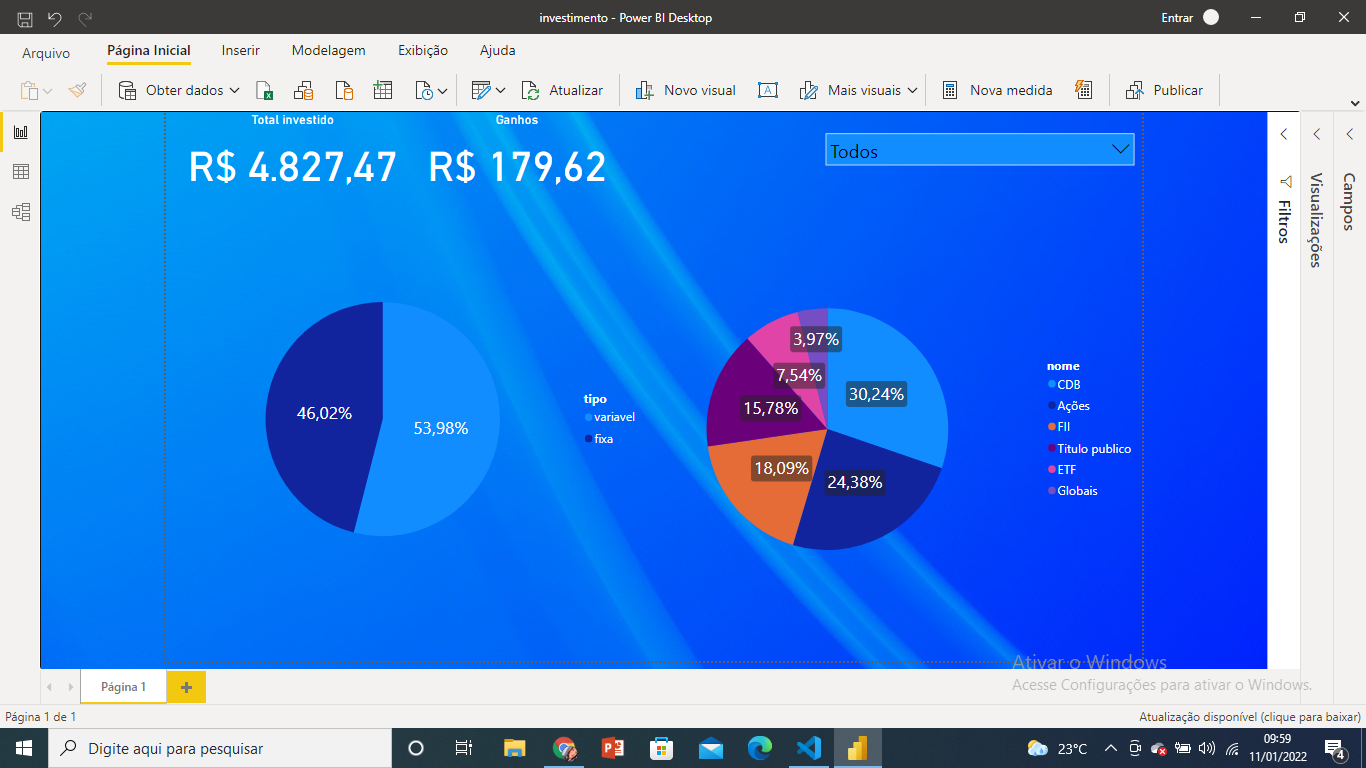 investimento - Power BI Desktop
Entrar
Arquivo
Página Inicial
Inserir
Modelagem
Exibição
Ajuda
Obter dados
Atualizar
Novo visual
Mais visuais
Nova medida
Publicar
Total investido
Ganhos
R$ 4.827,47
R$ 179,62
Todos
Filtros
Visualizações
Campos
46,02%
53,98%
tipo
variavel
fixa
3,97%
7,54%
15,78%
30,24%
18,09%
24,38%
nome
CDB
Ações
FII
Titulo publico
ETF
Globais
Ativar o Windows
Acesse Configurações para ativar o Windows.
Página 1
Página 1 de 1
Atualização disponível (clique para baixar)
Digite aqui para pesquisar
23°C
09:59
11/01/2022
4